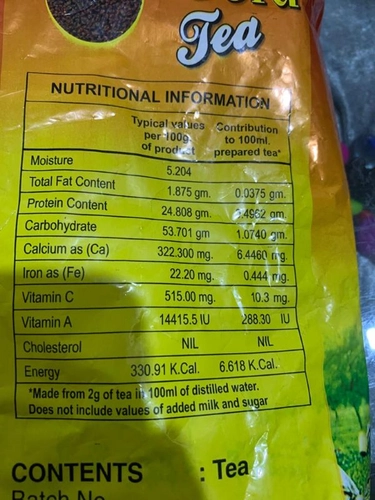 Tea
NUTRITIONAL INFORMATION
Typical values per 100g. of product Contribution to 100ml. prepared tea*
Moisture 5.204
Total Fat Content 1.875 gm. 0.0375 gm.
Protein Content 24.808 gm. 0.4962 gm.
Carbohydrate 53.701 gm 1.0740 gm.
Calcium as (Ca) 322.300 mg. 6.4460 mg.
Iron as (Fe) 22.20 mg. 0.444 mg.
Vitamin C 515.00 mg. 10.3 mg.
Vitamin A 14415.5 IU 288.30 IU
Cholesterol NIL NIL
Energy 330.91 K.Cal. 6.618 K.Cal.
*Made from 2g of tea in 100ml of distilled water.
Does not include values of added milk and sugar
CONTENTS : Tea
Batch No